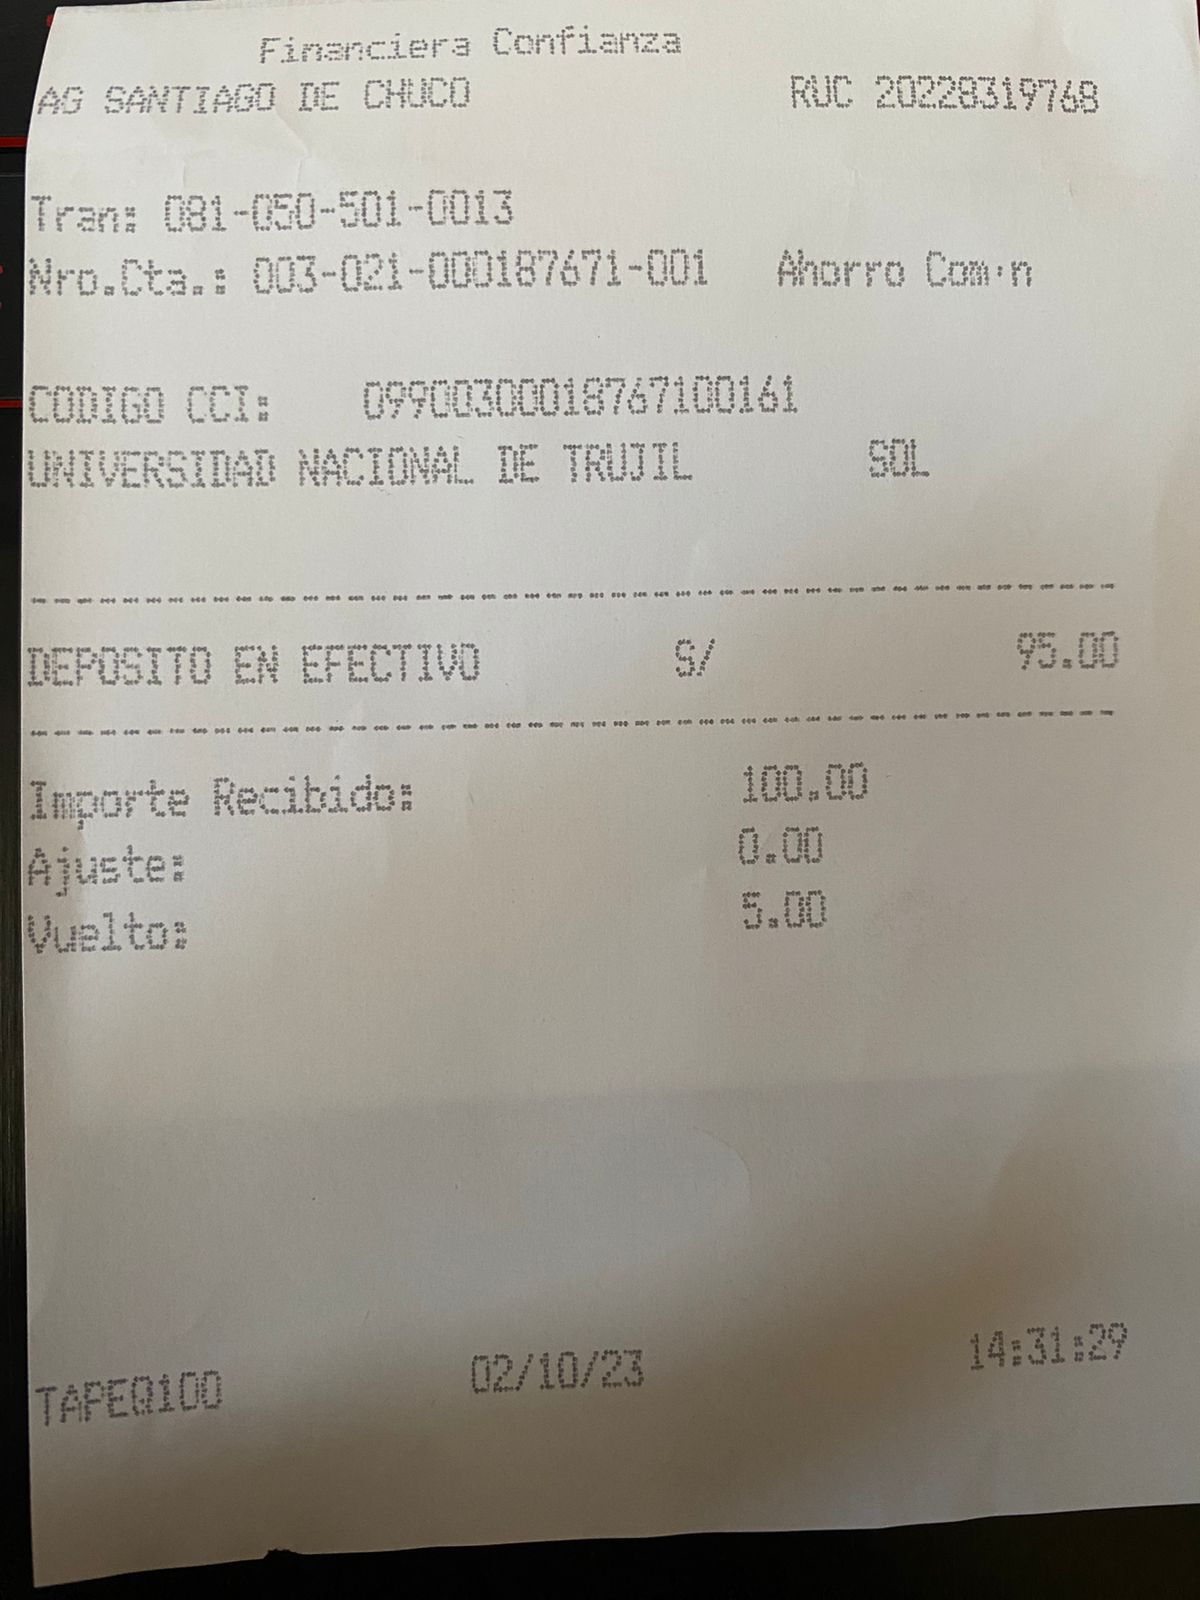 Financiera Confianza
AG SANTIAGO DE CHUCO RUC 20228319768
Tran: 081-050-501-0013
Nro.Cta.: 003-021-000187671-001 Ahorro Com·n
CODIGO CCI: 09900300018767100161
UNIVERSIDAD NACIONAL DE TRUJIL SOL
DEPOSITO EN EFECTIVO S/ 95.00
Importe Recibido: 100.00
Ajuste: 0.00
Vuelto: 5.00
TAPEQ100 02/10/23 14:31:29